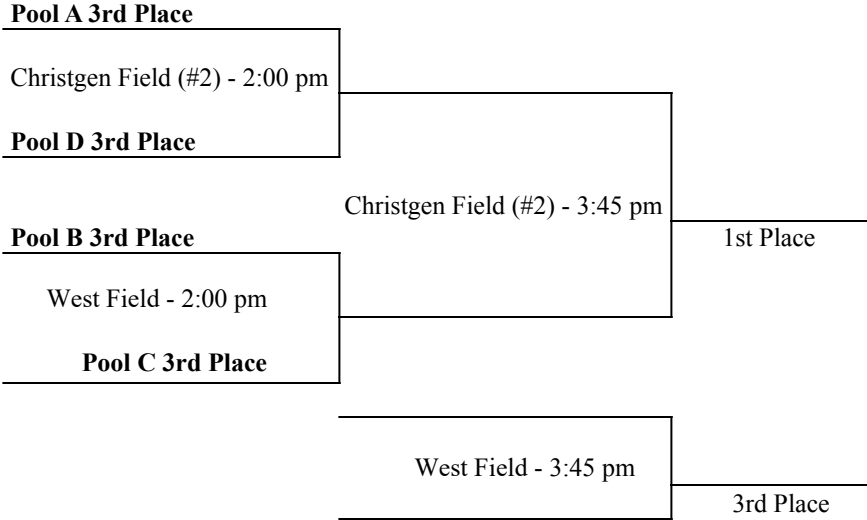 Pool A 3rd Place
Christgen Field (#2) - 2:00 pm
Pool D 3rd Place
Christgen Field (#2) - 3:45 pm
Pool B 3rd Place
1st Place
West Field - 2:00 pm
Pool C 3rd Place
West Field - 3:45 pm
3rd Place